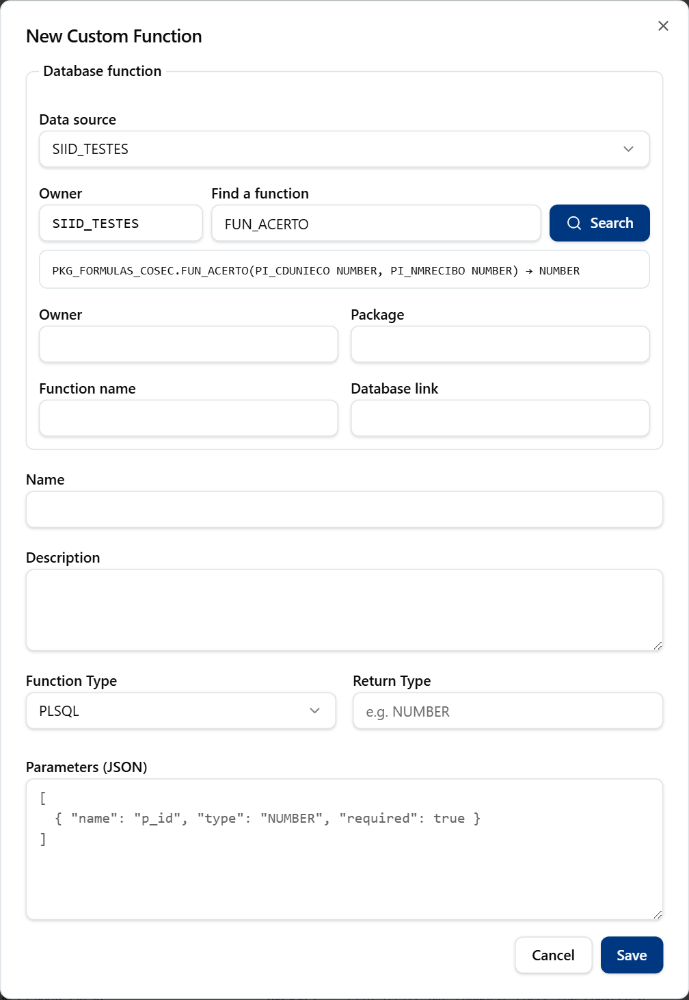 New Custom Function
Database function
Data source
SIID_TESTES
Owner
Find a function
SIID_TESTES
FUN_ACERTO
Search
PKG_FORMULAS_COSEC.FUN_ACERTO(PI_CDUNIECO NUMBER, PI_NMRECIBO NUMBER) → NUMBER
Owner
Package
Function name
Database link
Name
Description
Function Type
Return Type
PLSQL
e.g. NUMBER
Parameters (JSON)
[
  { "name": "p_id", "type": "NUMBER", "required": true }
]
Cancel
Save